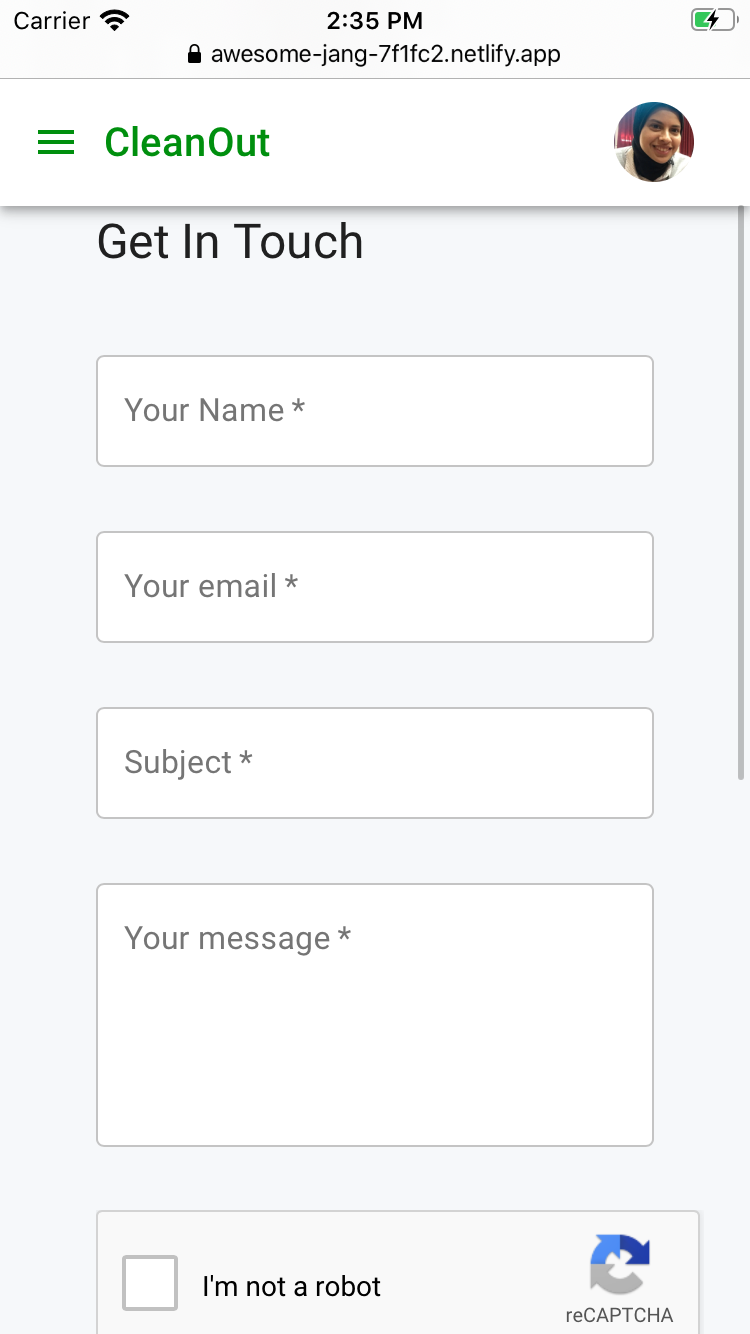 Carrier 2:35 PM
awesome-jang-7f1fc2.netlify.app
CleanOut
Get In Touch
Your Name *
Your email *
Subject *
Your message *
I'm not a robot
reCAPTCHA